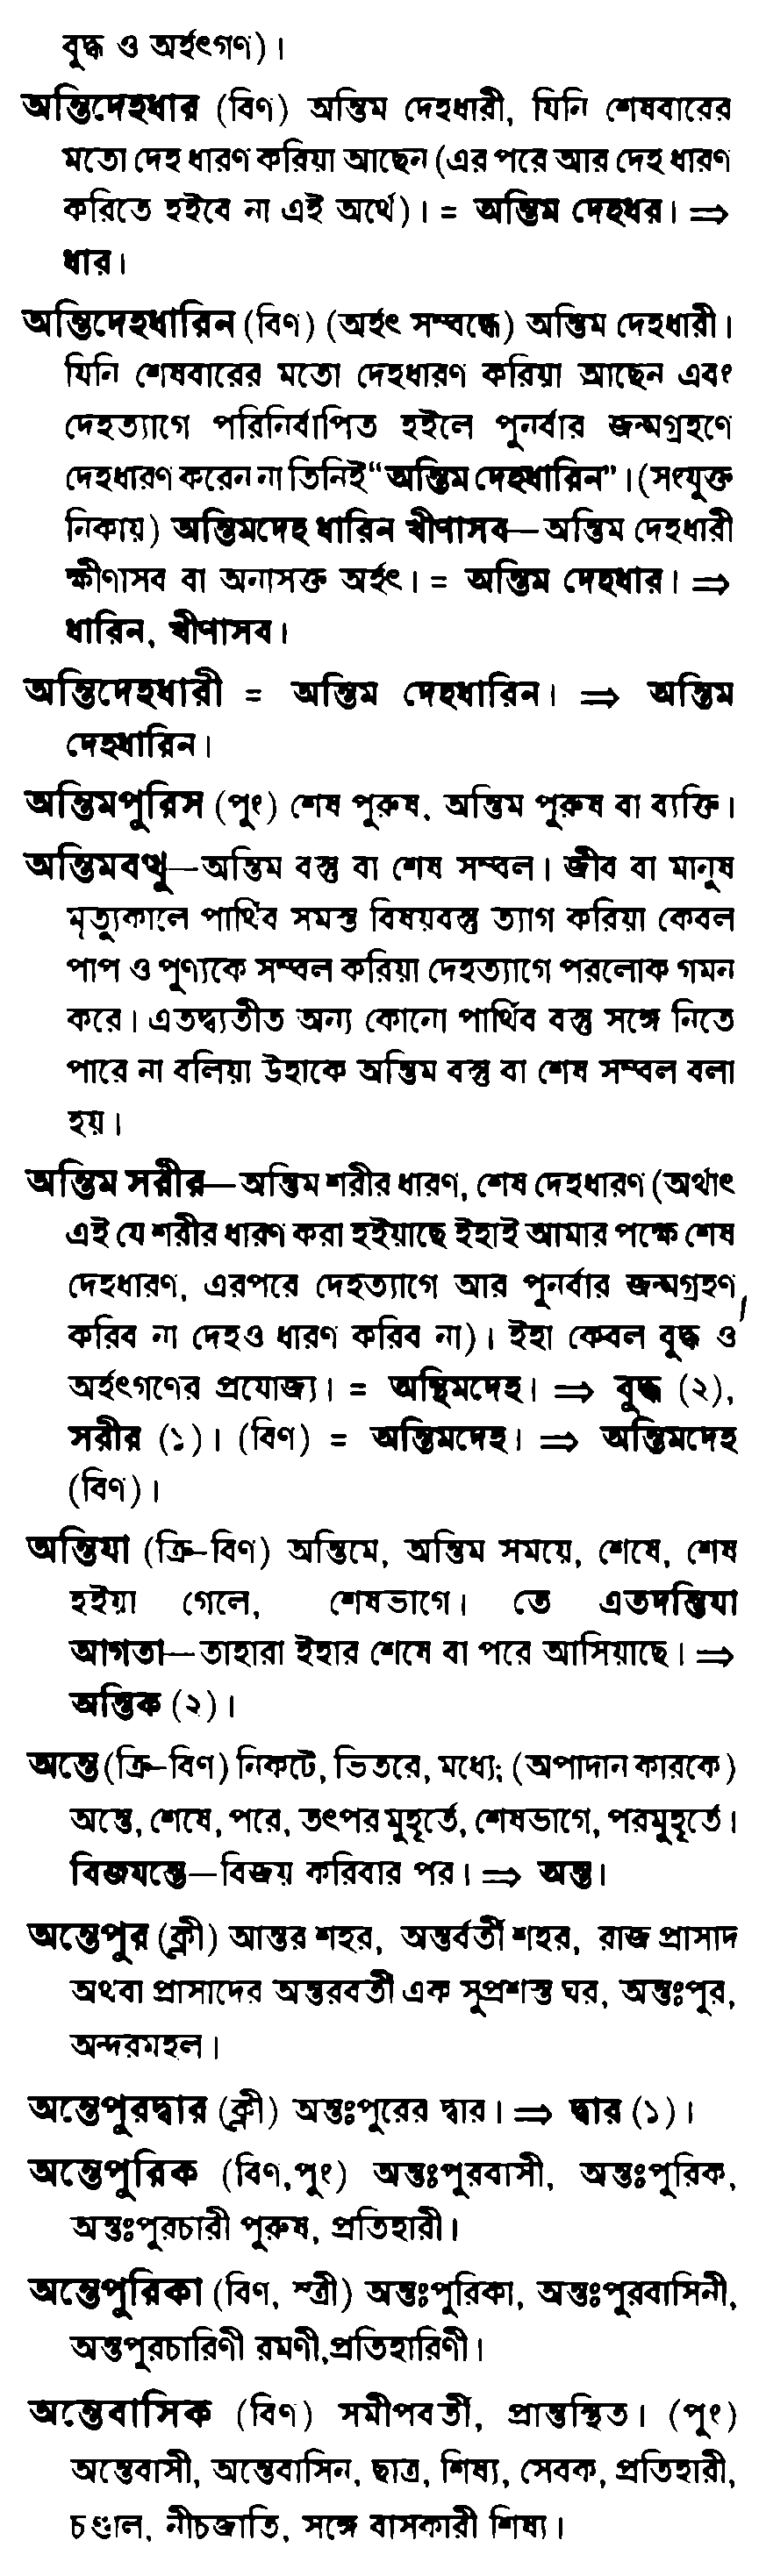 বুদ্ধ ও অর্হৎগণ)।
অন্তিদেহধার (বিণ) অন্তিম দেহধারী, যিনি শেষবারের
মতো দেহ ধারণ করিয়া আছেন (এর পরে আর দেহ ধারণ
করিতে হইবে না এই অর্থে)। = অন্তিম দেহধর। ⇒
ধার।
অন্তিদেহধারিন (বিণ) (অর্হৎ সম্বন্ধে) অন্তিম দেহধারী।
যিনি শেষবারের মতো দেহধারণ করিয়া আছেন এবং
দেহত্যাগে পরিনির্বাপিত হইলে পুনর্বার জন্মগ্রহণে
দেহধারণ করেন না তিনিই “অন্তিম দেহধারিন”। (সংযুক্ত
নিকায়) অন্তিমদেহ ধারিন খীণাসব—অন্তিম দেহধারী
ক্ষীণাসব বা অনাসক্ত অর্হৎ। = অন্তিম দেহধার। ⇒
ধারিন, খীণাসব।
অন্তিদেহধারী = অন্তিম দেহধারিন। ⇒ অন্তিম
দেহধারিন।
অন্তিমপুরিস (পুং) শেষ পুরুষ, অন্তিম পুরুষ বা ব্যক্তি।
অন্তিমবত্থু—অন্তিম বস্তু বা শেষ সম্বল। জীব বা মানুষ
মৃত্যুকালে পার্থিব সমস্ত বিষয়বস্তু ত্যাগ করিয়া কেবল
পাপ ও পুণ্যকে সম্বল করিয়া দেহত্যাগে পরলোক গমন
করে। এতদ্ব্যতীত অন্য কোনো পার্থিব বস্তু সঙ্গে নিতে
পারে না বলিয়া উহাকে অন্তিম বস্তু বা শেষ সম্বল বলা
হয়।
অন্তিম সরীর—অন্তিম শরীর ধারণ, শেষ দেহধারণ (অর্থাৎ
এই যে শরীর ধারণ করা হইয়াছে ইহাই আমার পক্ষে শেষ
দেহধারণ, এরপরে দেহত্যাগে আর পুনর্বার জন্মগ্রহণ
করিব না দেহও ধারণ করিব না)। ইহা কেবল বুদ্ধ ও
অর্হৎগণের প্রযোজ্য। = অন্থিমদেহ। ⇒ বুদ্ধ (২),
সরীর (১)। (বিণ) = অন্তিমদেহ। ⇒ অন্তিমদেহ
(বিণ)।
অন্তিযা (ক্রি-বিণ) অন্তিমে, অন্তিম সময়ে, শেষে, শেষ
হইয়া গেলে, শেষভাগে। তে এতদন্তিযা
আগতা—তাহারা ইহার শেষে বা পরে আসিয়াছে। ⇒
অন্তিক (২)।
অন্তে (ক্রি-বিণ) নিকটে, ভিতরে, মধ্যে; (অপাদান কারকে)
অন্তে, শেষে, পরে, তৎপর মুহূর্তে, শেষভাগে, পরমুহূর্তে।
বিজমন্তে—বিজয় করিবার পর। ⇒ অন্ত।
অন্তেপুর (ক্লী) আন্তর শহর, অন্তর্বর্তী শহর, রাজ প্রাসাদ
অথবা প্রাসাদের অন্তরবর্তী এক সুপ্রশস্ত ঘর, অন্তঃপুর,
অন্দরমহল।
অন্তেপুরদ্বার (ক্লী) অন্তঃপুরের দ্বার। ⇒ দ্বার (১)।
অন্তেপুরিক (বিণ,পুং) অন্তঃপুরবাসী, অন্তঃপুরিক,
অন্তঃপুরচারী পুরুষ, প্রতিহারী।
অন্তেপুরিকা (বিণ, স্ত্রী) অন্তঃপুরিকা, অন্তঃপুরবাসিনী,
অন্তপুরচারিণী রমণী,প্রতিহারিণী।
অন্তেবাসিক (বিণ) সমীপবর্তী, প্রান্তস্থিত। (পুং)
অন্তেবাসী, অন্তেবাসিন, ছাত্র, শিষ্য, সেবক, প্রতিহারী,
চণ্ডাল, নীচজাতি, সঙ্গে বাসকারী শিষ্য।